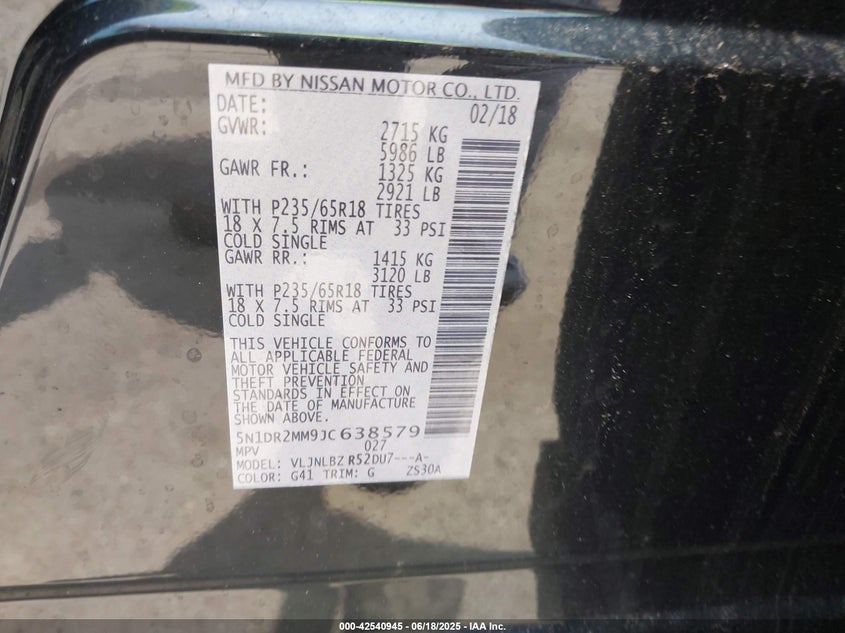 MFD BY NISSAN MOTOR CO., LTD.
DATE: 02/18
GVWR: 2715 KG
5986 LB
GAWR FR.: 1325 KG
2921 LB
WITH P235/65R18 TIRES
18 X 7.5 RIMS AT 33 PSI
COLD SINGLE
GAWR RR.: 1415 KG
3120 LB
WITH P235/65R18 TIRES
18 X 7.5 RIMS AT 33 PSI
COLD SINGLE
THIS VEHICLE CONFORMS TO
ALL APPLICABLE FEDERAL
MOTOR VEHICLE SAFETY AND
THEFT PREVENTION
STANDARDS IN EFFECT ON
THE DATE OF MANUFACTURE
SHOWN ABOVE.
5N1DR2MM9JC638579
MPV 027
MODEL: VLJNLBZ R52DU7---A-
COLOR: G41 TRIM: G ZS30A
000-42540945 - 06/18/2025 - IAA Inc.